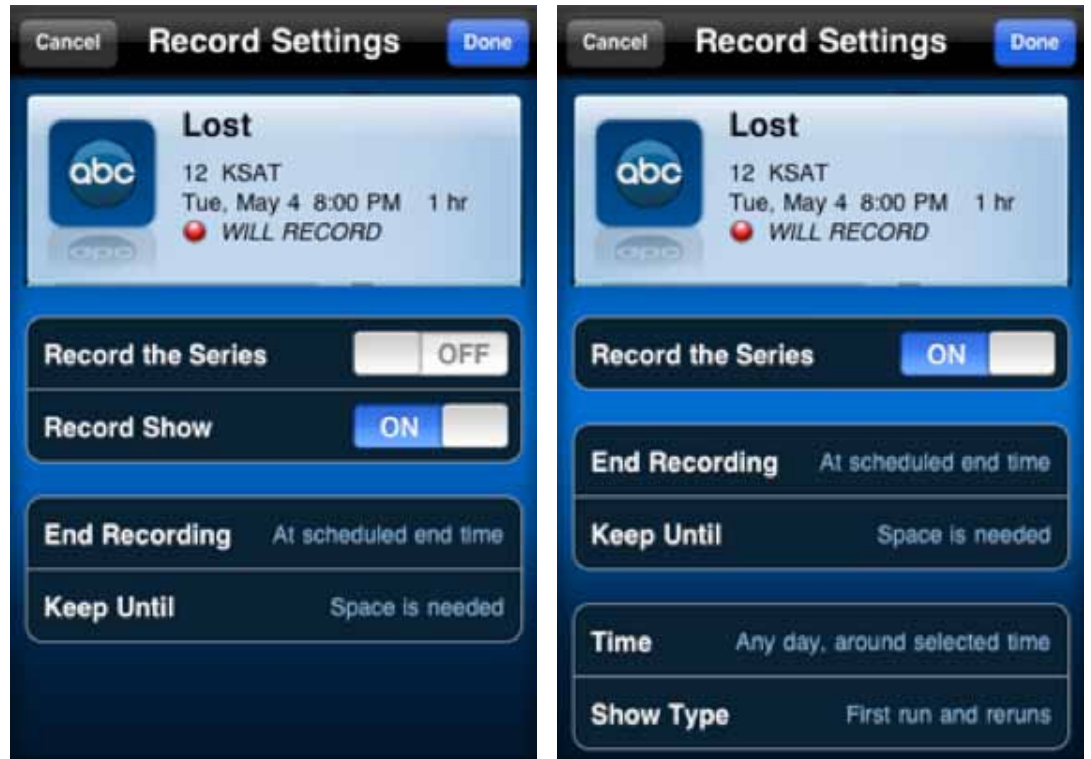 Cancel Record Settings Done
abc
Lost
12 KSAT
Tue, May 4 8:00 PM 1 hr
WILL RECORD
Record the Series OFF
Record Show ON
End Recording At scheduled end time
Keep Until Space is needed
Cancel Record Settings Done
abc
Lost
12 KSAT
Tue, May 4 8:00 PM 1 hr
WILL RECORD
Record the Series ON
End Recording At scheduled end time
Keep Until Space is needed
Time Any day, around selected time
Show Type First run and reruns